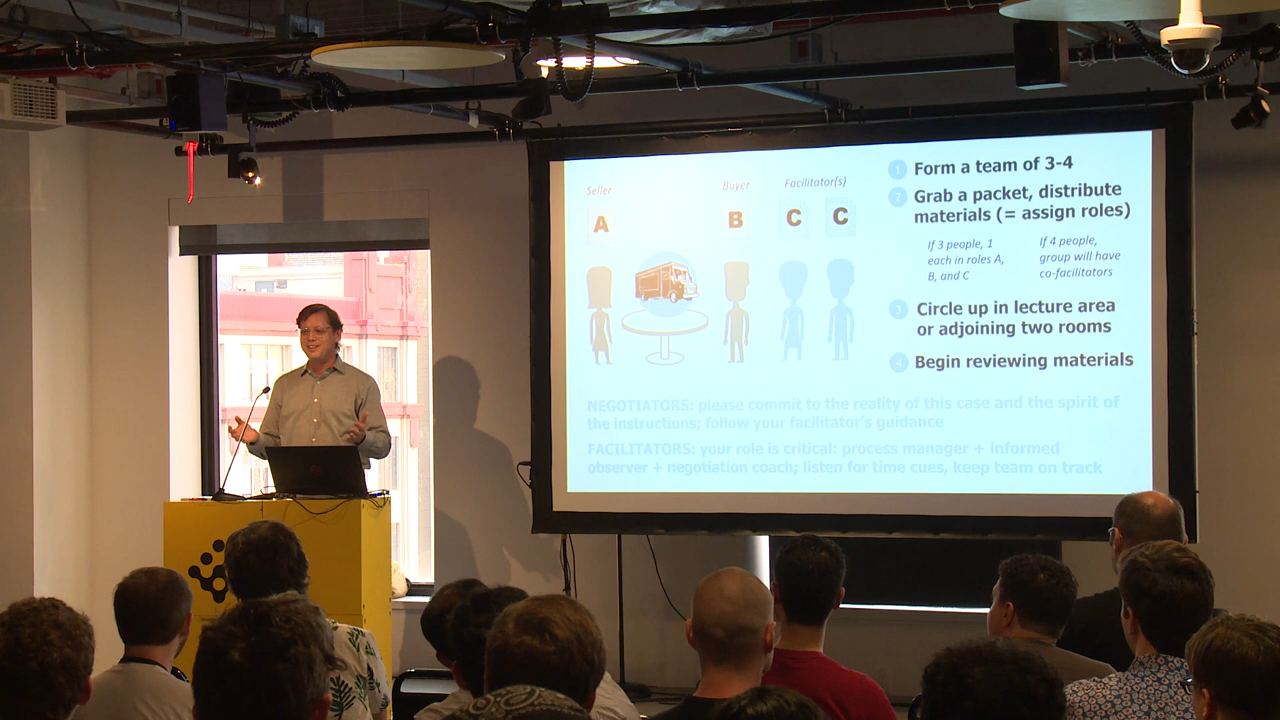 Seller
Buyer
Facilitator(s)
A
B
C
C
1 Form a team of 3-4
2 Grab a packet, distribute
materials (= assign roles)
If 3 people, 1
each in roles A,
B, and C
If 4 people,
group will have
co-facilitators
3 Circle up in lecture area
or adjoining two rooms
4 Begin reviewing materials
NEGOTIATORS: please commit to the reality of this case and the spirit of
the instructions; follow your facilitator's guidance
FACILITATORS: your role is critical: process manager + informed
observer + negotiation coach; listen for time cues, keep team on track